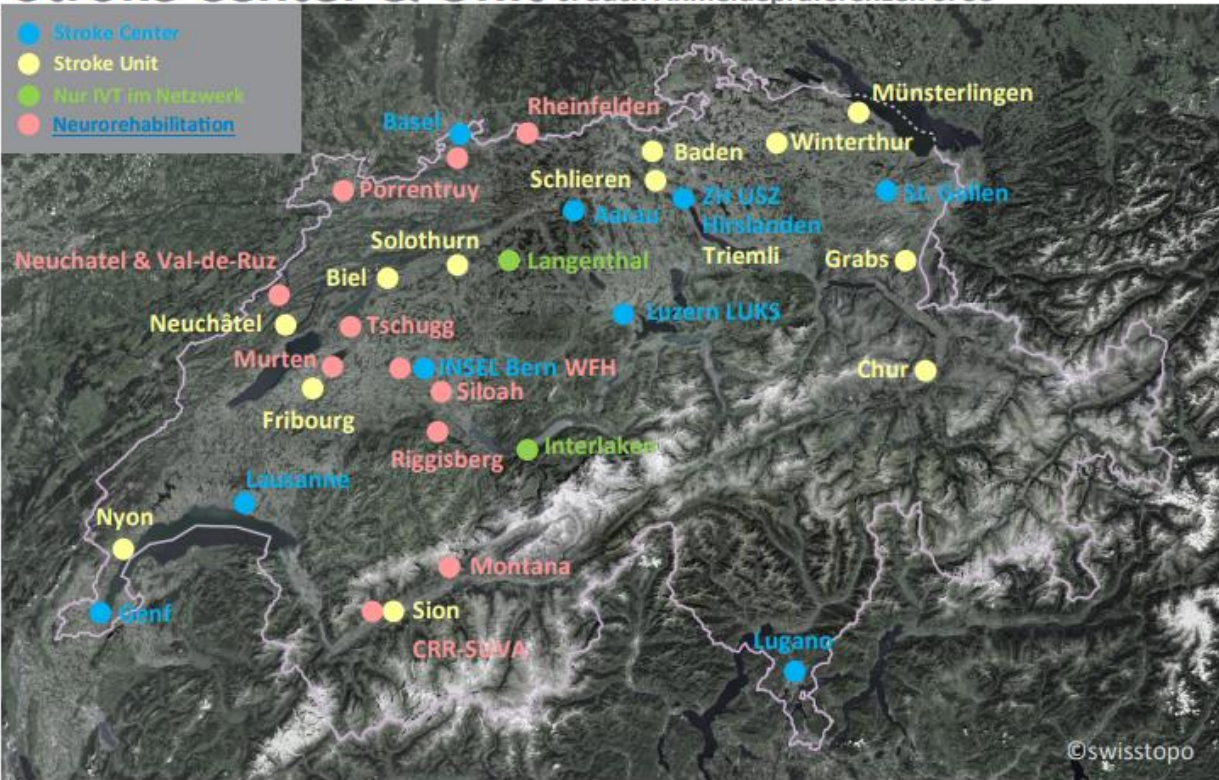 Stroke Center
Stroke Unit
Nur IVT im Netzwerk
Neurorehabilitation
Münsterlingen
Rheinfelden
Basel
Winterthur
Baden
Schlieren
Porrentruy
ZH USZ
St. Gallen
Aarau
Hirslanden
Solothurn
Triemli
Neuchatel & Val-de-Ruz
Langenthal
Grabs
Biel
Luzern LUKS
Neuchâtel
Tschugg
Murten
INSEL Bern WFH
Chur
Siloah
Fribourg
Interlaken
Riggisberg
Lausanne
Nyon
Montana
Genf
Sion
Lugano
CRR-SUVA
©swisstopo